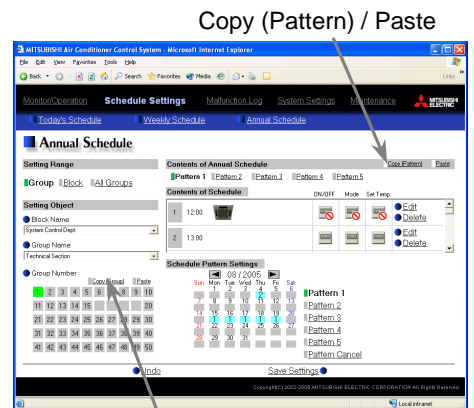 Copy (Pattern) / Paste
MITSUBISHI Air Conditioner Control System - Microsoft Internet Explorer
File Edit View Favorites Tools Help
Back Search Favorites Media Links
Monitor/Operation Schedule Settings Malfunction Log System Settings Maintenance MITSUBISHI ELECTRIC
Today's Schedule Weekly Schedule Annual Schedule
Annual Schedule
Setting Range
Group Block All Groups
Setting Object
Block Name
System Control Dept.
Group Name
Technical Section
Group Number
Copy (Group) Paste
1 2 3 4 5 6 8 9 10
11 12 13 14 15 20
21 22 23 24 25 26 27 28 29 30
31 32 33 34 35 36 37 38 39 40
41 42 43 44 45 46 47 48 49 50
Contents of Annual Schedule Copy (Pattern) Paste
Pattern 1 Pattern 2 Pattern 3 Pattern 4 Pattern 5
Contents of Schedule ON/OFF Mode Set Temp.
1 12:00 Edit
Delete
2 13:00 Edit
Delete
Schedule Pattern Settings
08 / 2005
Sun Mon Tue Wed Thu Fri Sat
1 2 3 4 5 6
2
7 8 9 10 11 12 13
14 15 16 17 18 19 20
1 1 1 1 1
21 22 23 24 25 26 27
28 29 30 31
Pattern 1
Pattern 2
Pattern 3
Pattern 4
Pattern 5
Pattern Cancel
Undo Save Settings
Copyright(C) 2002-2005 MITSUBISHI ELECTRIC CORPORATION All Rights Reserved
Local intranet